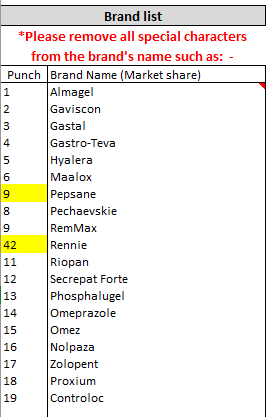 Brand list
*Please remove all special characters
from the brand's name such as: -
Punch Brand Name (Market share)
1 Almagel
2 Gaviscon
3 Gastal
4 Gastro-Teva
5 Hyalera
6 Maalox
9 Pepsane
8 Pechaevskie
9 RemMax
42 Rennie
11 Riopan
12 Secrepat Forte
13 Phosphalugel
14 Omeprazole
15 Omez
16 Nolpaza
17 Zolopent
18 Proxium
19 Controloc